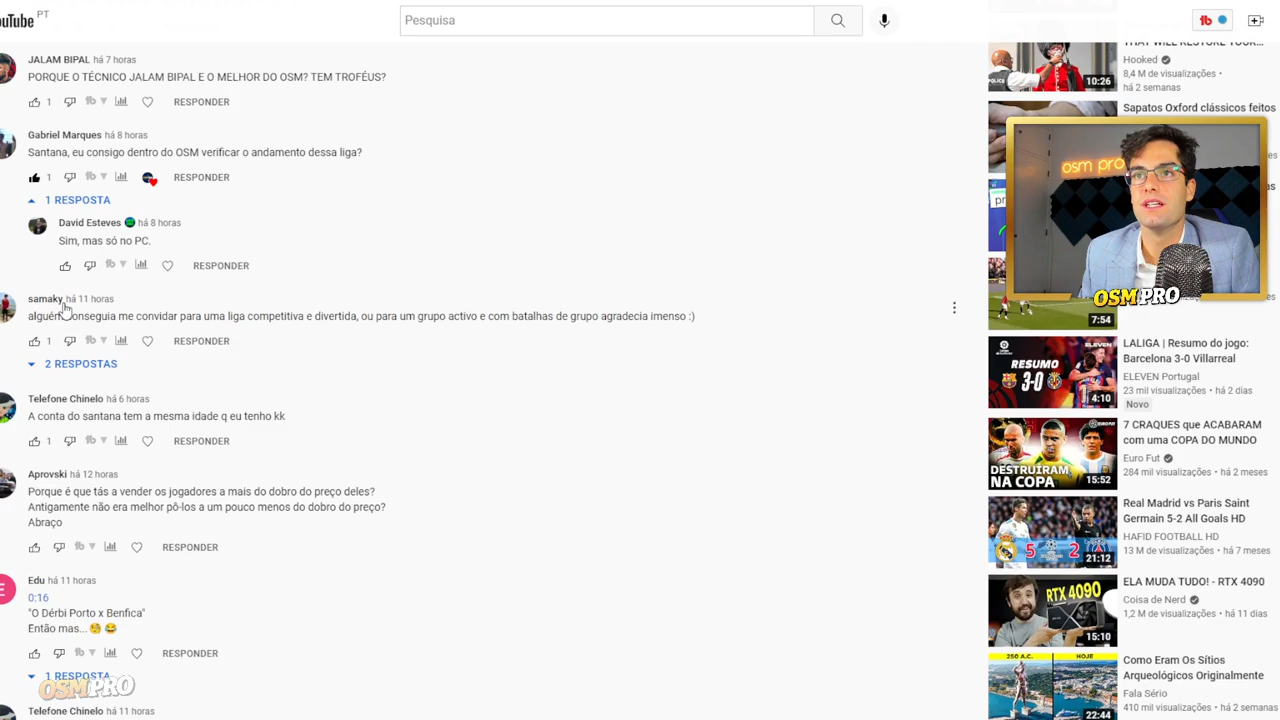 ouTube PT
Pesquisa
JALAM BIPAL há 7 horas
PORQUE O TÉCNICO JALAM BIPAL E O MELHOR DO OSM? TEM TROFÉUS?
1 RESPONDER
Gabriel Marques há 8 horas
Santana, eu consigo dentro do OSM verificar o andamento dessa liga?
1 RESPONDER
1 RESPOSTA
David Esteves há 8 horas
Sim, mas só no PC.
RESPONDER
samaky há 11 horas
alguém conseguia me convidar para uma liga competitiva e divertida, ou para um grupo activo e com batalhas de grupo agradecia imenso :)
1 RESPONDER
2 RESPOSTAS
Telefone Chinelo há 6 horas
A conta do santana tem a mesma idade q eu tenho kk
1 RESPONDER
Aprovski há 12 horas
Porque é que tás a vender os jogadores a mais do dobro do preço deles?
Antigamente não era melhor pô-los a um pouco menos do dobro do preço?
Abraço
RESPONDER
E
Edu há 11 horas
0:16
"O Dérbi Porto x Benfica"
Então mas... 🧐 😂
RESPONDER
1 RESPOSTA
OSMPRO
Telefone Chinelo há 11 horas
THAT WILL RESTORE YOUR...
Hooked
8,4 M de visualizações •
há 2 semanas
POLICE
10:26
Sapatos Oxford clássicos feitos
osm pro
OSMPRO
7:54
LALIGA | Resumo do jogo:
Barcelona 3-0 Villarreal
ELEVEN Portugal
23 mil visualizações • há 2 dias
Novo
RESUMO
3-0
ELEVEN
4:10
7 CRAQUES que ACABARAM
com uma COPA DO MUNDO
Euro Fut
284 mil visualizações • há 2 meses
DESTRUÍRAM
NA COPA
15:52
Real Madrid vs Paris Saint
Germain 5-2 All Goals HD
HAFID FOOTBALL HD
13 M de visualizações • há 7 meses
5 2
21:12
ELA MUDA TUDO! - RTX 4090
Coisa de Nerd
1,2 M de visualizações • há 11 dias
RTX 4090
15:10
Como Eram Os Sítios
Arqueológicos Originalmente
Fala Sério
410 mil visualizações • há 2 semanas
250 A.C. HOJE
22:44